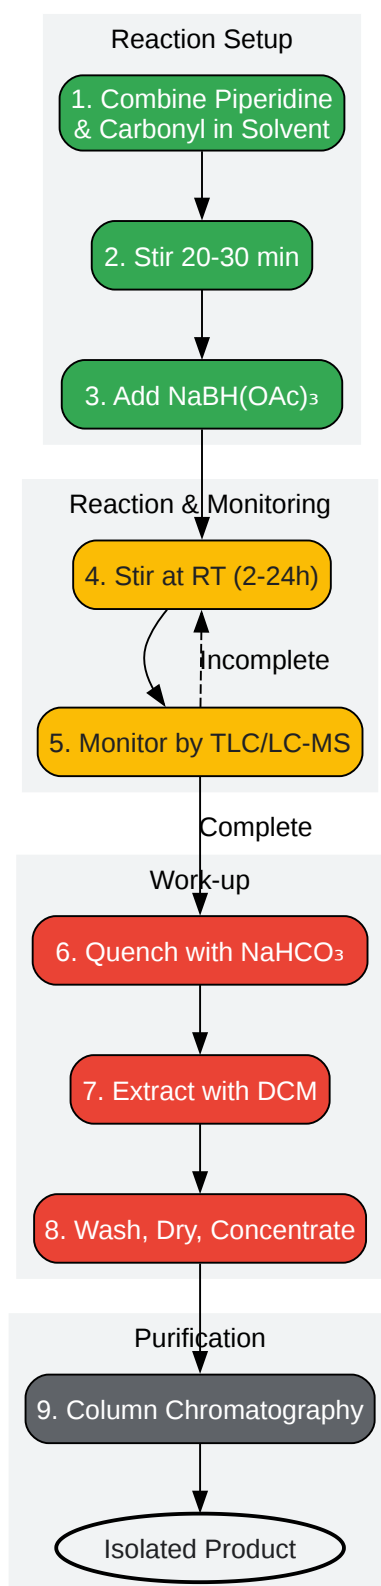 Reaction Setup
1. Combine Piperidine
& Carbonyl in Solvent
2. Stir 20-30 min
3. Add NaBH(OAc)₃
Reaction & Monitoring
4. Stir at RT (2-24h)
Incomplete
5. Monitor by TLC/LC-MS
Complete
Work-up
6. Quench with NaHCO₃
7. Extract with DCM
8. Wash, Dry, Concentrate
Purification
9. Column Chromatography
Isolated Product